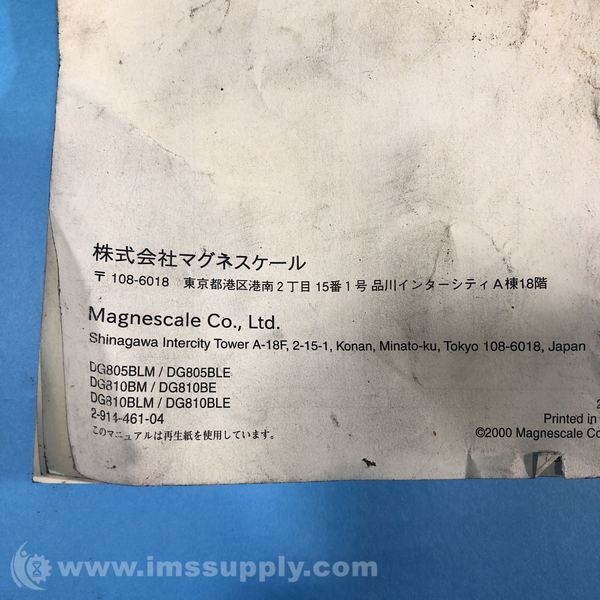 株式会社マグネスケール
〒 108-6018 東京都港区港南2丁目15番1号 品川インターシティA棟18階
Magnescale Co., Ltd.
Shinagawa Intercity Tower A-18F, 2-15-1, Konan, Minato-ku, Tokyo 108-6018, Japan
DG805BLM / DG805BLE
DG810BM / DG810BE
DG810BLM / DG810BLE
2-914-461-04
このマニュアルは再生紙を使用しています。
2
Printed in
©2000 Magnescale Co
www.imssupply.com